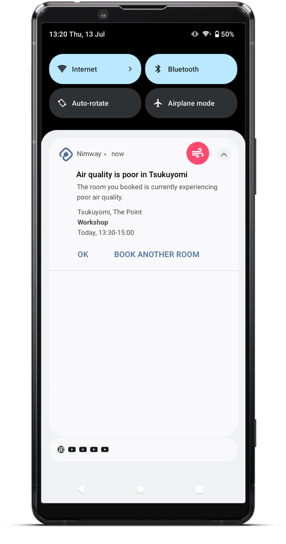 13:20 Thu, 13 Jul
50%
Internet
Bluetooth
Auto-rotate
Airplane mode
Nimway • now
Air quality is poor in Tsukuyomi
The room you booked is currently experiencing
poor air quality.
Tsukuyomi, The Point
Workshop
Today, 13:30-15:00
OK BOOK ANOTHER ROOM